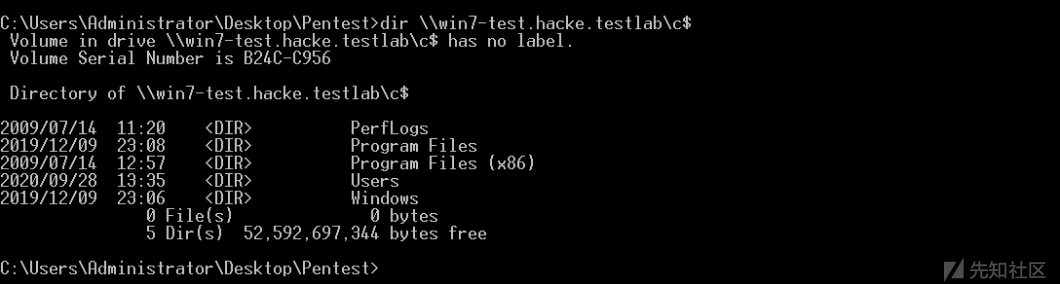 C:\Users\Administrator\Desktop\Pentest>dir \\win7-test.hacke.testlab\c$
 Volume in drive \\win7-test.hacke.testlab\c$ has no label.
 Volume Serial Number is B24C-C956

 Directory of \\win7-test.hacke.testlab\c$

2009/07/14  11:20    <DIR>          PerfLogs
2019/12/09  23:08    <DIR>          Program Files
2009/07/14  12:57    <DIR>          Program Files (x86)
2020/09/28  13:35    <DIR>          Users
2019/12/09  23:06    <DIR>          Windows
               0 File(s)              0 bytes
               5 Dir(s)  52,592,697,344 bytes free

C:\Users\Administrator\Desktop\Pentest>
先知社区